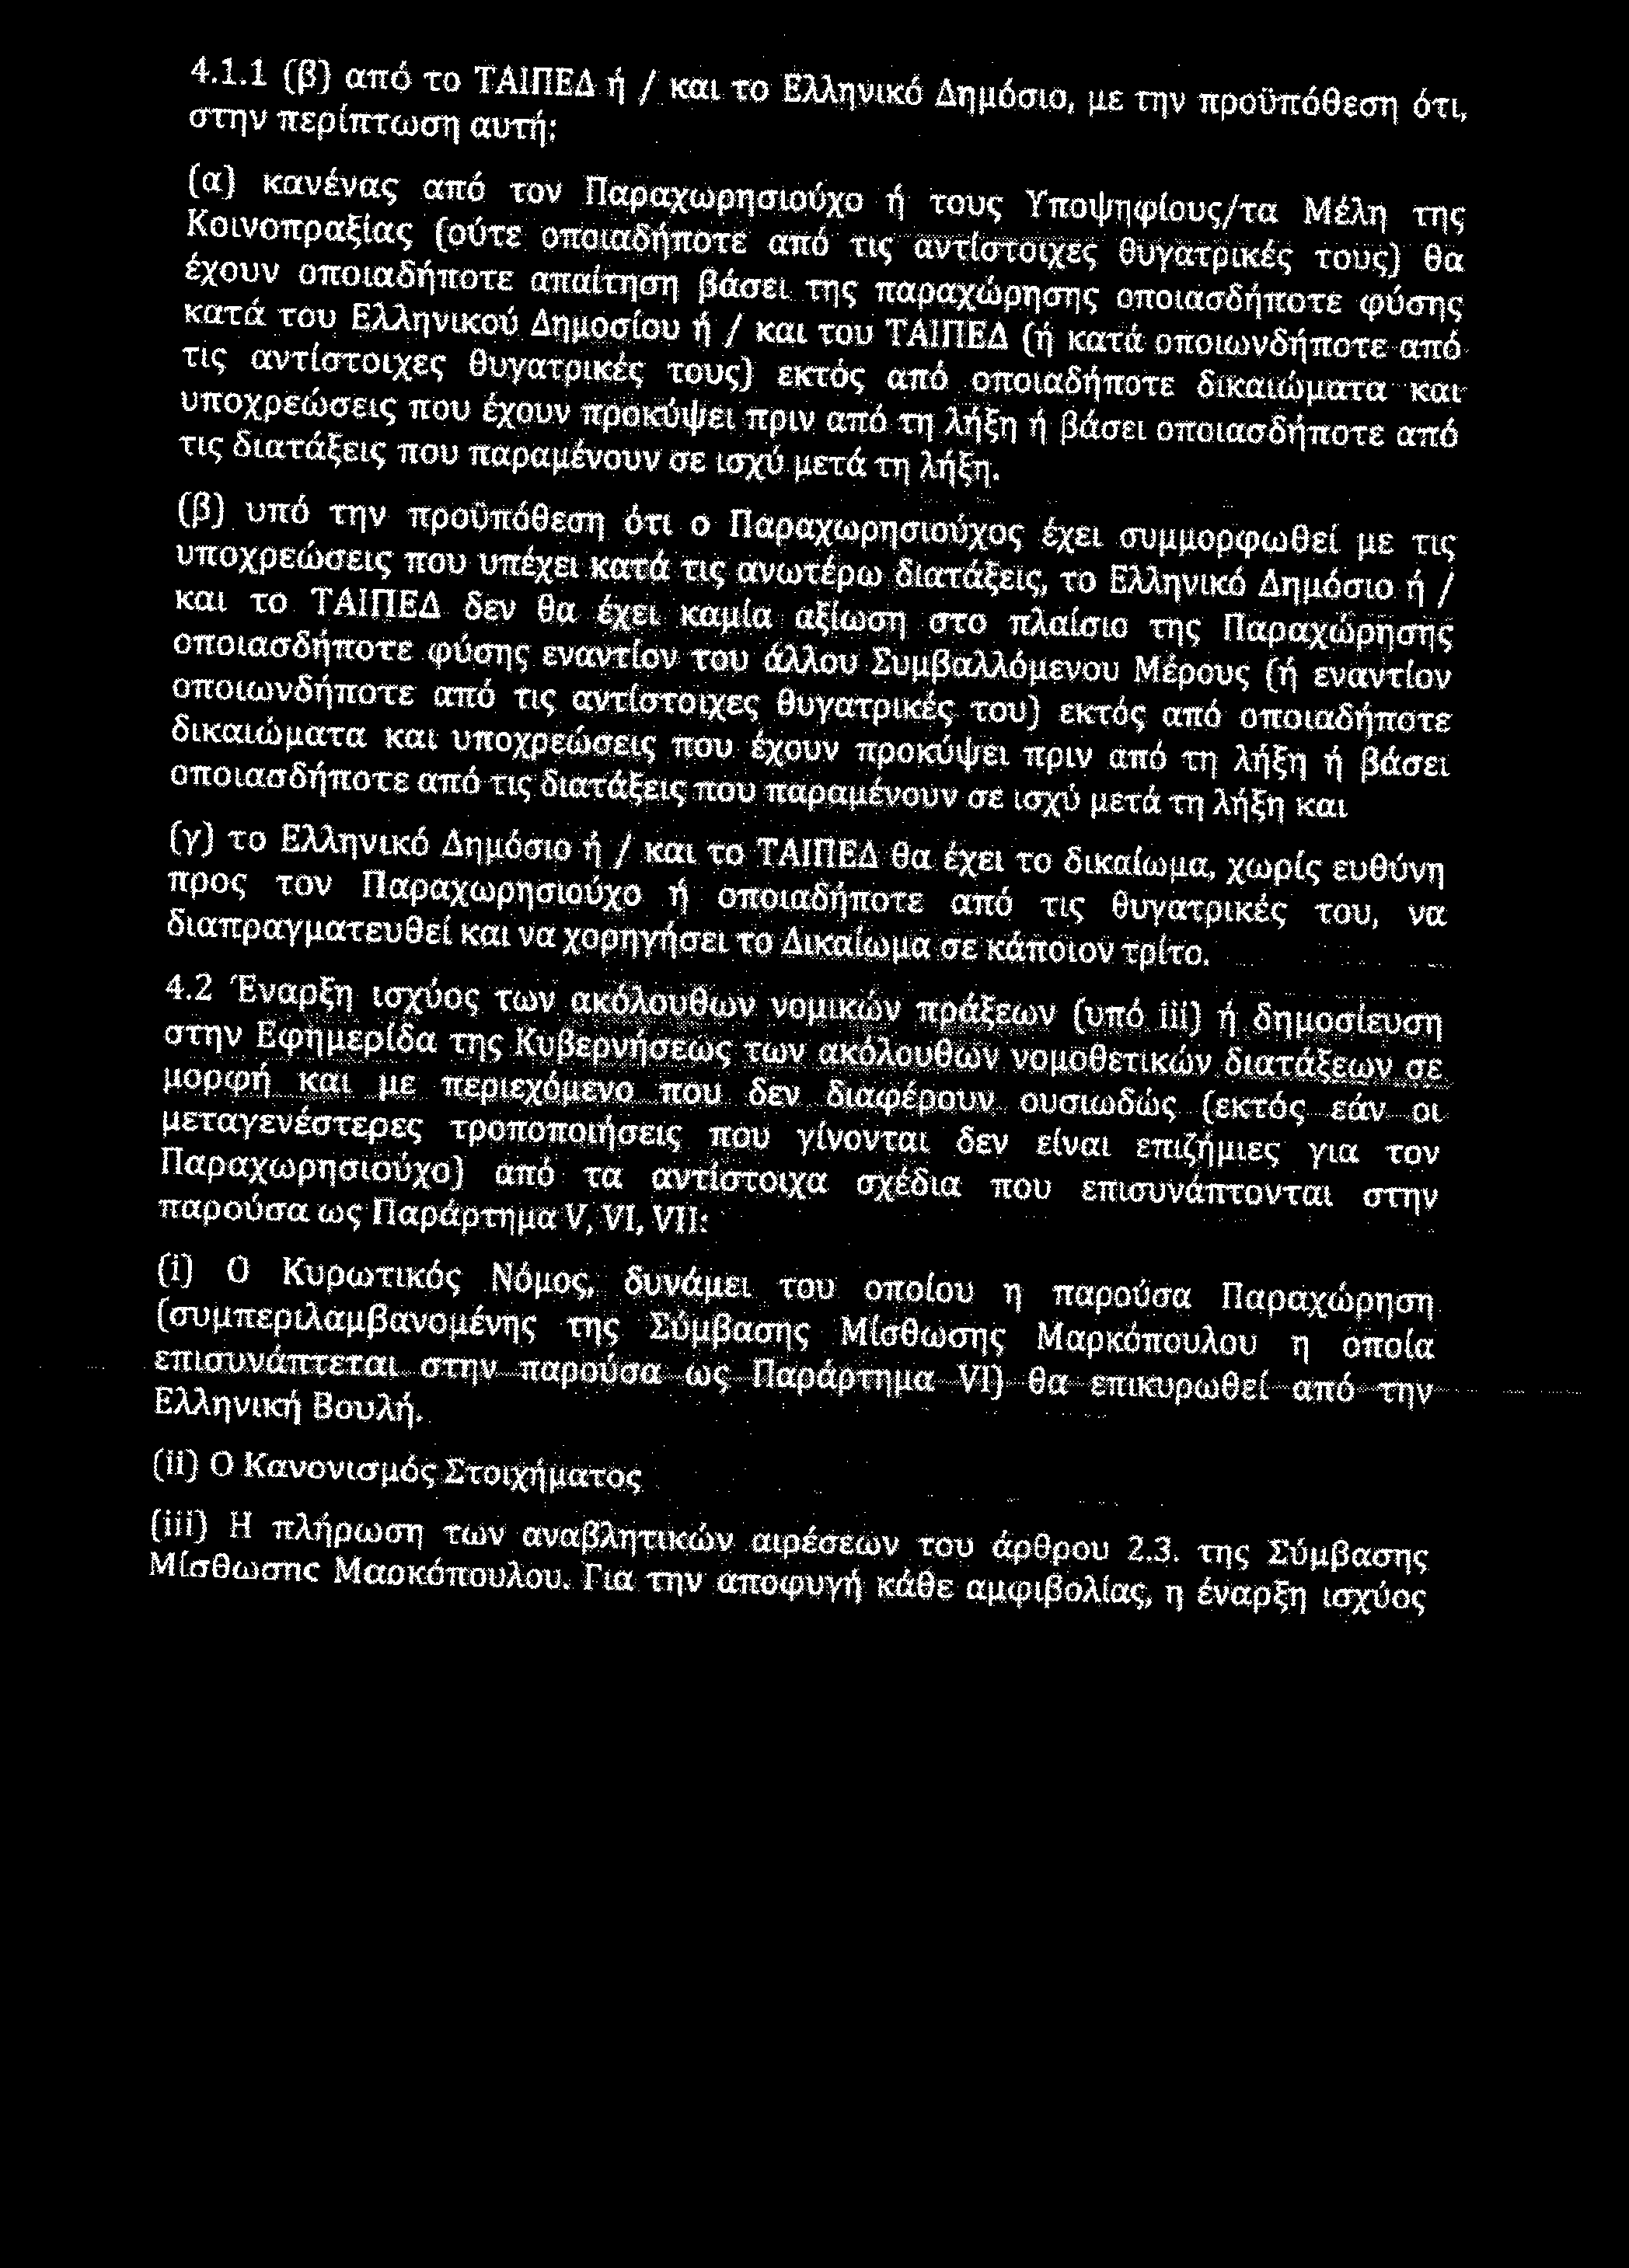 4.1.1 (β) από το ΤΑΙΠΕΔ ή / και το Ελληνικό Δημόσιο, με την προϋπόθεση ότι,
στην περίπτωση αυτή:
(α) κανένας από τον Παραχωρησιούχο ή τους Υποψηφίους/τα Μέλη της
Κοινοπραξίας (ούτε οποιαδήποτε από τις αντίστοιχες θυγατρικές τους) θα
έχουν οποιαδήποτε απαίτηση βάσει της παραχώρησης οποιασδήποτε φύσης
κατά του Ελληνικού Δημοσίου ή / και του ΤΑΙΠΕΔ (ή κατά οποιωνδήποτε από
τις αντίστοιχες θυγατρικές τους) εκτός από οποιαδήποτε δικαιώματα και
υποχρεώσεις που έχουν προκύψει πριν από τη λήξη ή βάσει οποιασδήποτε από
τις διατάξεις που παραμένουν σε ισχύ μετά τη λήξη.
(β) υπό την προϋπόθεση ότι ο Παραχωρησιούχος έχει συμμορφωθεί με τις
υποχρεώσεις που υπέχει κατά τις ανωτέρω διατάξεις, το Ελληνικό Δημόσιο ή /
και το ΤΑΙΠΕΔ δεν θα έχει καμία αξίωση στο πλαίσιο της Παραχώρησης
οποιασδήποτε φύσης εναντίον του άλλου Συμβαλλόμενου Μέρους (ή εναντίον
οποιωνδήποτε από τις αντίστοιχες θυγατρικές του) εκτός από οποιαδήποτε
δικαιώματα και υποχρεώσεις που έχουν προκύψει πριν από τη λήξη ή βάσει
οποιασδήποτε από τις διατάξεις που παραμένουν σε ισχύ μετά τη λήξη και
(γ) το Ελληνικό Δημόσιο ή / και το ΤΑΙΠΕΔ θα έχει το δικαίωμα, χωρίς ευθύνη
προς τον Παραχωρησιούχο ή οποιαδήποτε από τις θυγατρικές του, να
διαπραγματευθεί και να χορηγήσει το Δικαίωμα σε κάποιον τρίτο.
4.2 Έναρξη ισχύος των ακόλουθων νομικών πράξεων (υπό iii) ή δημοσίευση
στην Εφημερίδα της Κυβερνήσεως των ακόλουθων νομοθετικών διατάξεων σε
μορφή και με περιεχόμενο που δεν διαφέρουν ουσιωδώς (εκτός εάν οι
μεταγενέστερες τροποποιήσεις που γίνονται δεν είναι επιζήμιες για τον
Παραχωρησιούχο) από τα αντίστοιχα σχέδια που επισυνάπτονται στην
παρούσα ως Παράρτημα V, VI, VII:
(i) Ο Κυρωτικός Νόμος, δυνάμει του οποίου η παρούσα Παραχώρηση
(συμπεριλαμβανομένης της Σύμβασης Μίσθωσης Μαρκόπουλου η οποία
επισυνάπτεται στην παρούσα ως Παράρτημα VI) θα επικυρωθεί από την
Ελληνική Βουλή.
(ii) Ο Κανονισμός Στοιχήματος
(iii) Η πλήρωση των αναβλητικών αιρέσεων του άρθρου 2.3. της Σύμβασης
Μίσθωσης Μαρκόπουλου. Για την αποφυγή κάθε αμφιβολίας, η έναρξη ισχύος